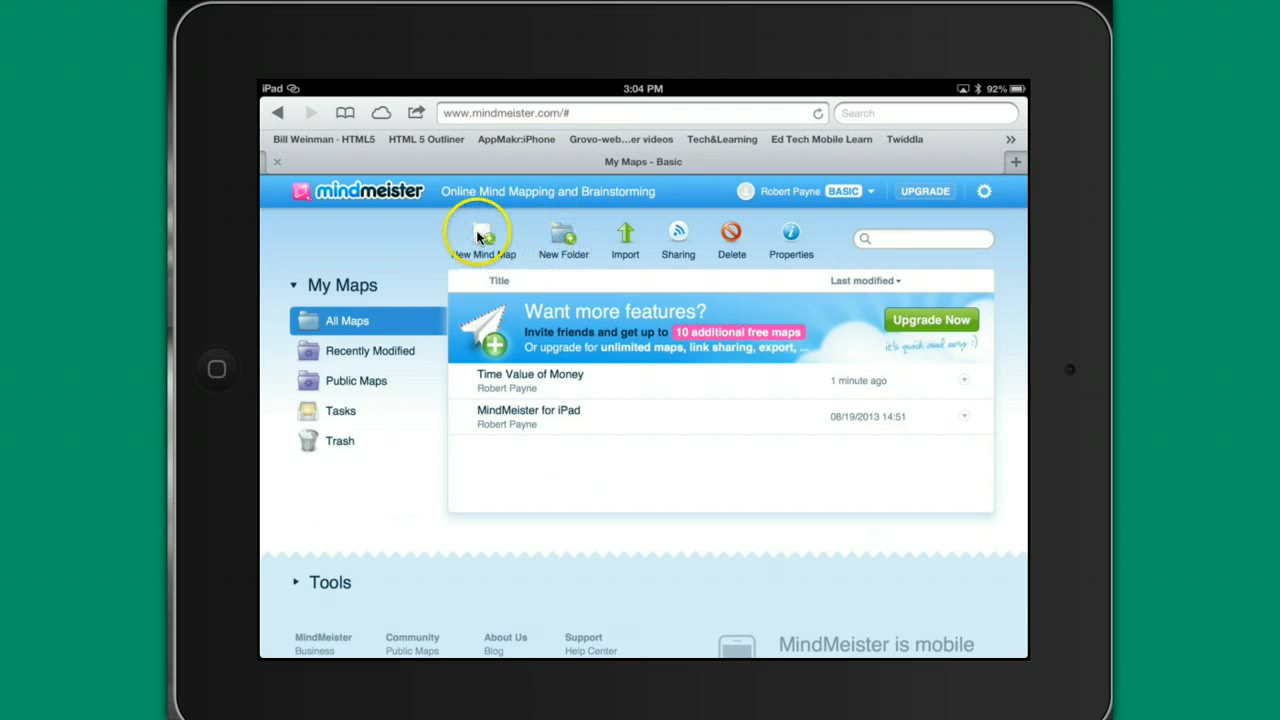 iPad 3:04 PM 92%
www.mindmeister.com/# Search
Bill Weinman - HTML5 HTML 5 Outliner AppMakr:iPhone Grovo-web...er videos Tech&Learning Ed Tech Mobile Learn Twiddla
My Maps - Basic
mindmeister Online Mind Mapping and Brainstorming Robert Payne BASIC UPGRADE
New Mind Map New Folder Import Sharing Delete Properties
My Maps
All Maps
Recently Modified
Public Maps
Tasks
Trash
Title Last modified
Want more features?
Invite friends and get up to 10 additional free maps
Or upgrade for unlimited maps, link sharing, export, ...
Upgrade Now
it's quick and easy :)
Time Value of Money
Robert Payne
1 minute ago
MindMeister for iPad
Robert Payne
08/19/2013 14:51
Tools
MindMeister Community About Us Support
Business Public Maps Blog Help Center
MindMeister is mobile